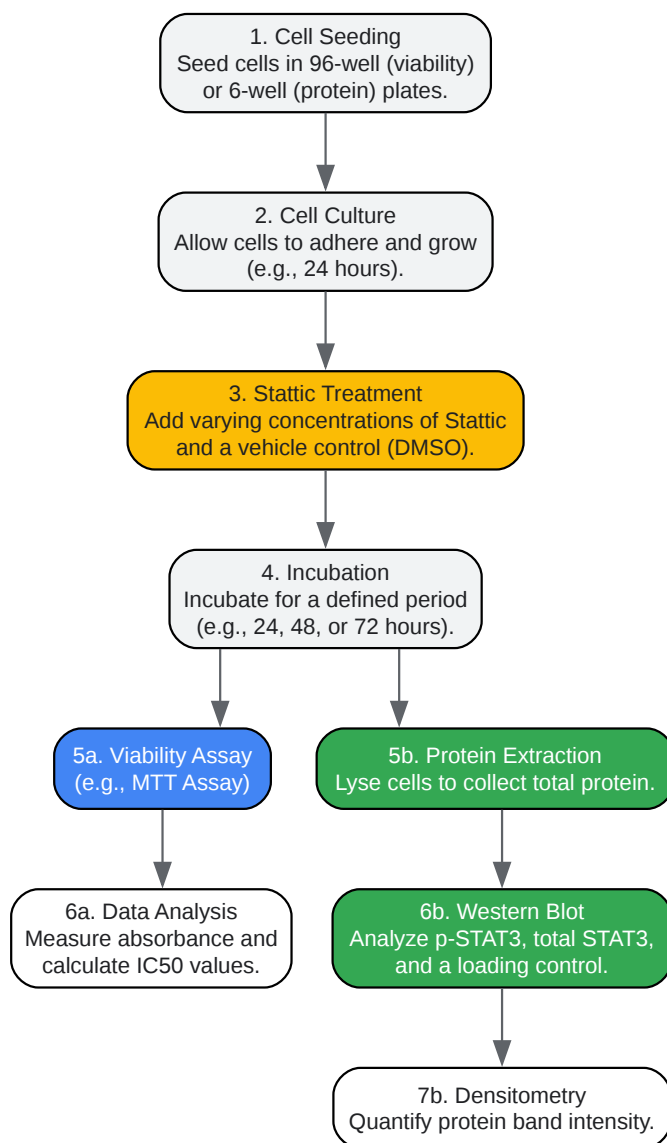 1. Cell Seeding
Seed cells in 96-well (viability)
or 6-well (protein) plates.
2. Cell Culture
Allow cells to adhere and grow
(e.g., 24 hours).
3. Stattic Treatment
Add varying concentrations of Stattic
and a vehicle control (DMSO).
4. Incubation
Incubate for a defined period
(e.g., 24, 48, or 72 hours).
5a. Viability Assay
(e.g., MTT Assay)
5b. Protein Extraction
Lyse cells to collect total protein.
6a. Data Analysis
Measure absorbance and
calculate IC50 values.
6b. Western Blot
Analyze p-STAT3, total STAT3,
and a loading control.
7b. Densitometry
Quantify protein band intensity.